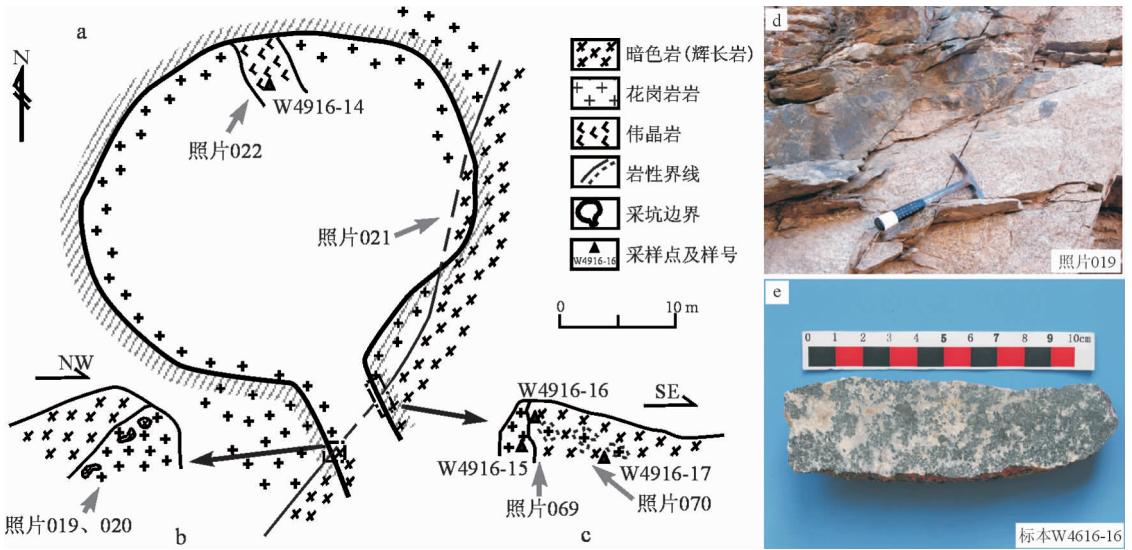 a
N
W4916-14
照片022
照片021
暗色岩(辉长岩)
花岗岩岩
伟晶岩
岩性界线
采坑边界
W4916-16
采样点及样号
0 10 m
NW
照片019、020
b
W4916-16
SE
W4916-15
W4916-17
照片069
照片070
c
d
照片019
e
0 1 2 3 4 5 6 7 8 9 10cm
标本W4616-16